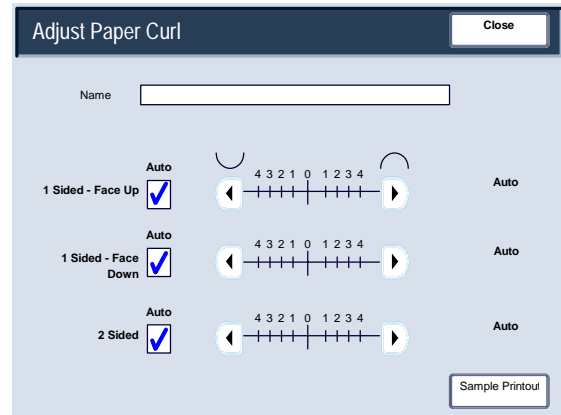 Adjust Paper Curl
Close
Name
Auto
4 3 2 1 0 1 2 3 4
1 Sided - Face Up
Auto
Auto
4 3 2 1 0 1 2 3 4
1 Sided - Face
Down
Auto
Auto
4 3 2 1 0 1 2 3 4
2 Sided
Auto
Sample Printout